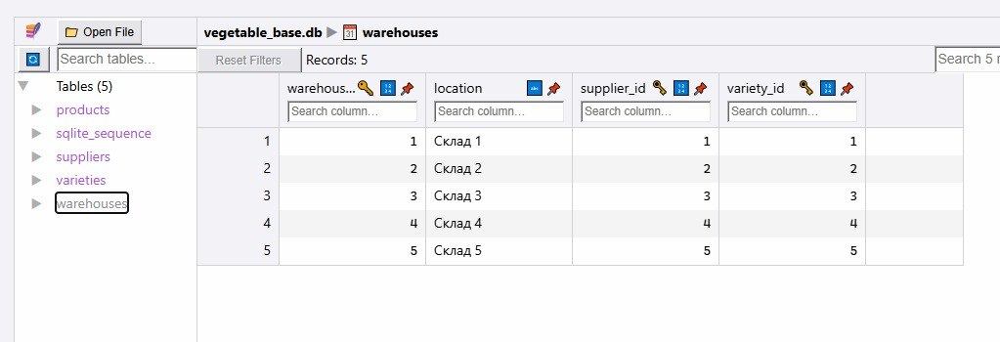 Open File
vegetable_base.db ▶ warehouses
Search tables...
Reset Filters
Records: 5
Search 5 r
Tables (5)
products
sqlite_sequence
suppliers
varieties
warehouses
warehous... location supplier_id variety_id
Search column... Search column... Search column... Search column...
1 1 Склад 1 1 1
2 2 Склад 2 2 2
3 3 Склад 3 3 3
4 4 Склад 4 4 4
5 5 Склад 5 5 5